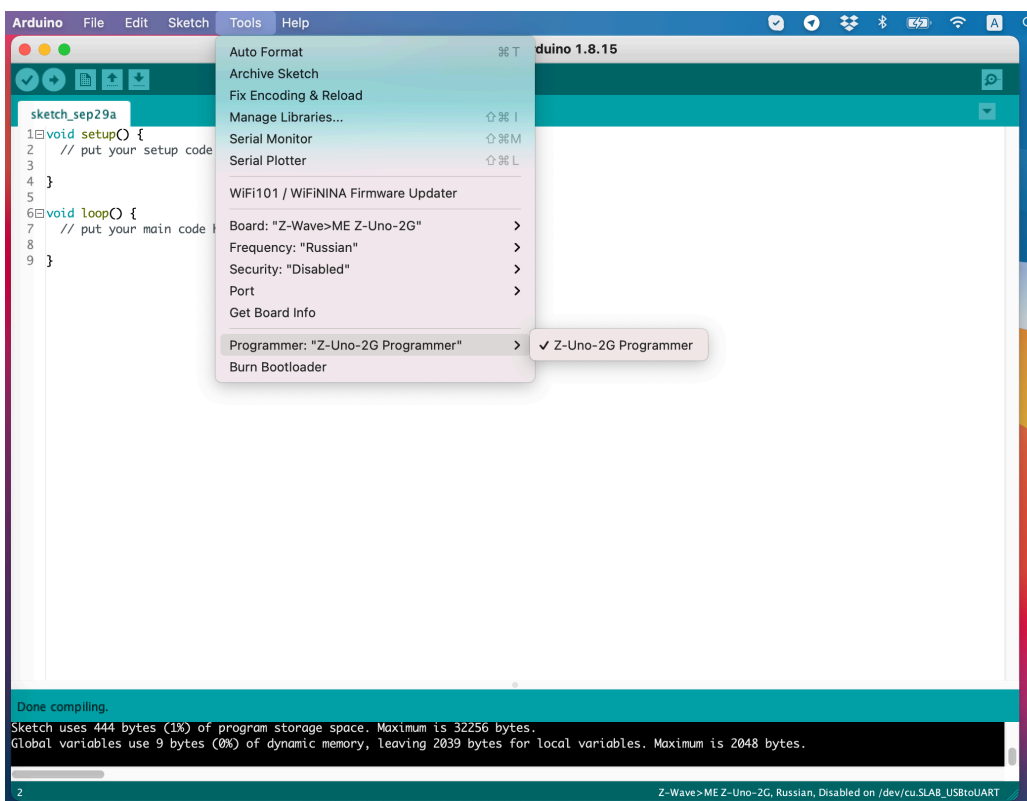 Arduino File Edit Sketch Tools Help A
duino 1.8.15
Auto Format ⌘ T
Archive Sketch
Fix Encoding & Reload
Manage Libraries... ⇧⌘ I
Serial Monitor ⇧⌘M
Serial Plotter ⇧⌘ L
WiFi101 / WiFiNINA Firmware Updater
Board: "Z-Wave>ME Z-Uno-2G"
Frequency: "Russian"
Security: "Disabled"
Port
Get Board Info
Programmer: "Z-Uno-2G Programmer"
Burn Bootloader
✓ Z-Uno-2G Programmer
sketch_sep29a
1 void setup() {
2 // put your setup code
3
4 }
5
6 void loop() {
7 // put your main code
8
9 }
Done compiling.
Sketch uses 444 bytes (1%) of program storage space. Maximum is 32256 bytes.
Global variables use 9 bytes (0%) of dynamic memory, leaving 2039 bytes for local variables. Maximum is 2048 bytes.
2 Z-Wave>ME Z-Uno-2G, Russian, Disabled on /dev/cu.SLAB_USBtoUART